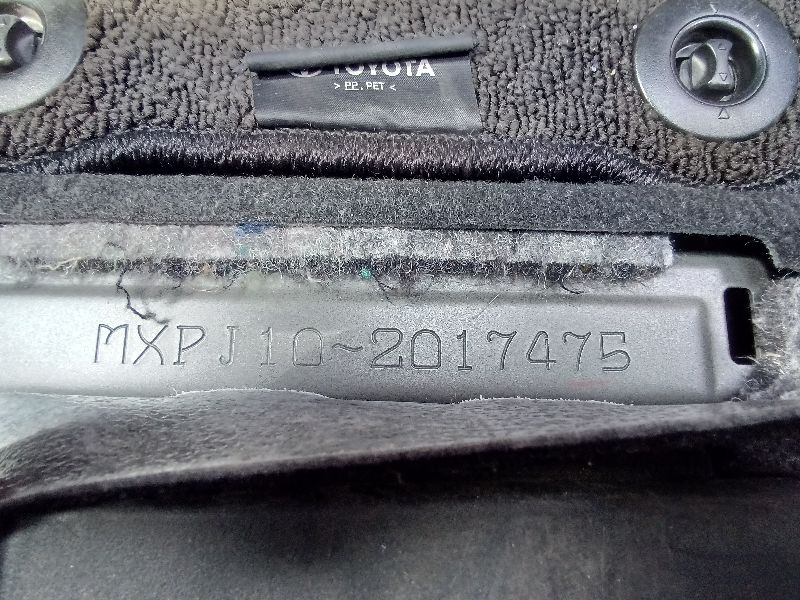 TOYOTA
> PP, PET <
MXPJ10-2017475